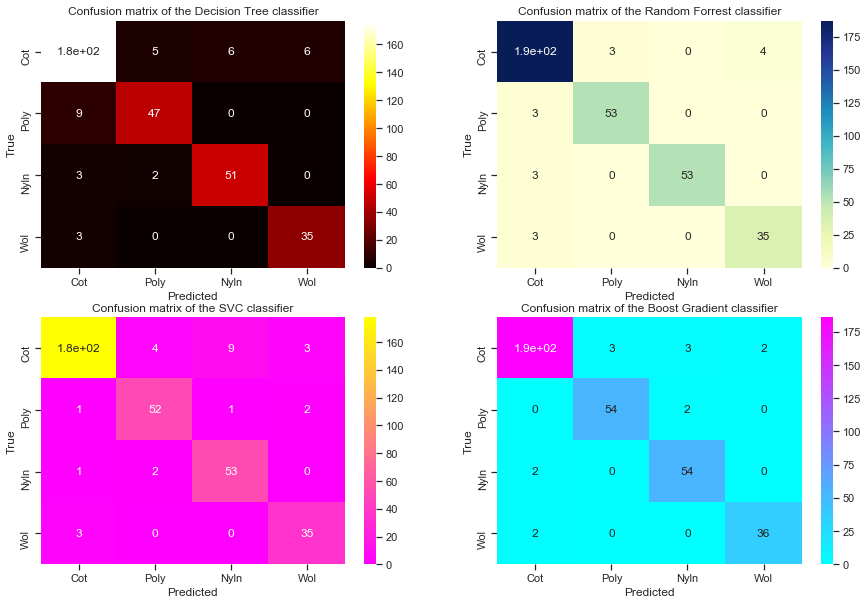 Confusion matrix of the Decision Tree classifier
True
Cot 1.8e+02 5 6 6
Poly 9 47 0 0
Nyln 3 2 51 0
Wol 3 0 0 35
Cot Poly Nyln Wol
Predicted
160
140
120
100
80
60
40
20
0
Confusion matrix of the Random Forrest classifier
True
Cot 1.9e+02 3 0 4
Poly 3 53 0 0
Nyln 3 0 53 0
Wol 3 0 0 35
Cot Poly Nyln Wol
Predicted
175
150
125
100
75
50
25
0
Confusion matrix of the SVC classifier
True
Cot 1.8e+02 4 9 3
Poly 1 52 1 2
Nyln 1 2 53 0
Wol 3 0 0 35
Cot Poly Nyln Wol
Predicted
160
140
120
100
80
60
40
20
0
Confusion matrix of the Boost Gradient classifier
True
Cot 1.9e+02 3 3 2
Poly 0 54 2 0
Nyln 2 0 54 0
Wol 2 0 0 36
Cot Poly Nyln Wol
Predicted
175
150
125
100
75
50
25
0